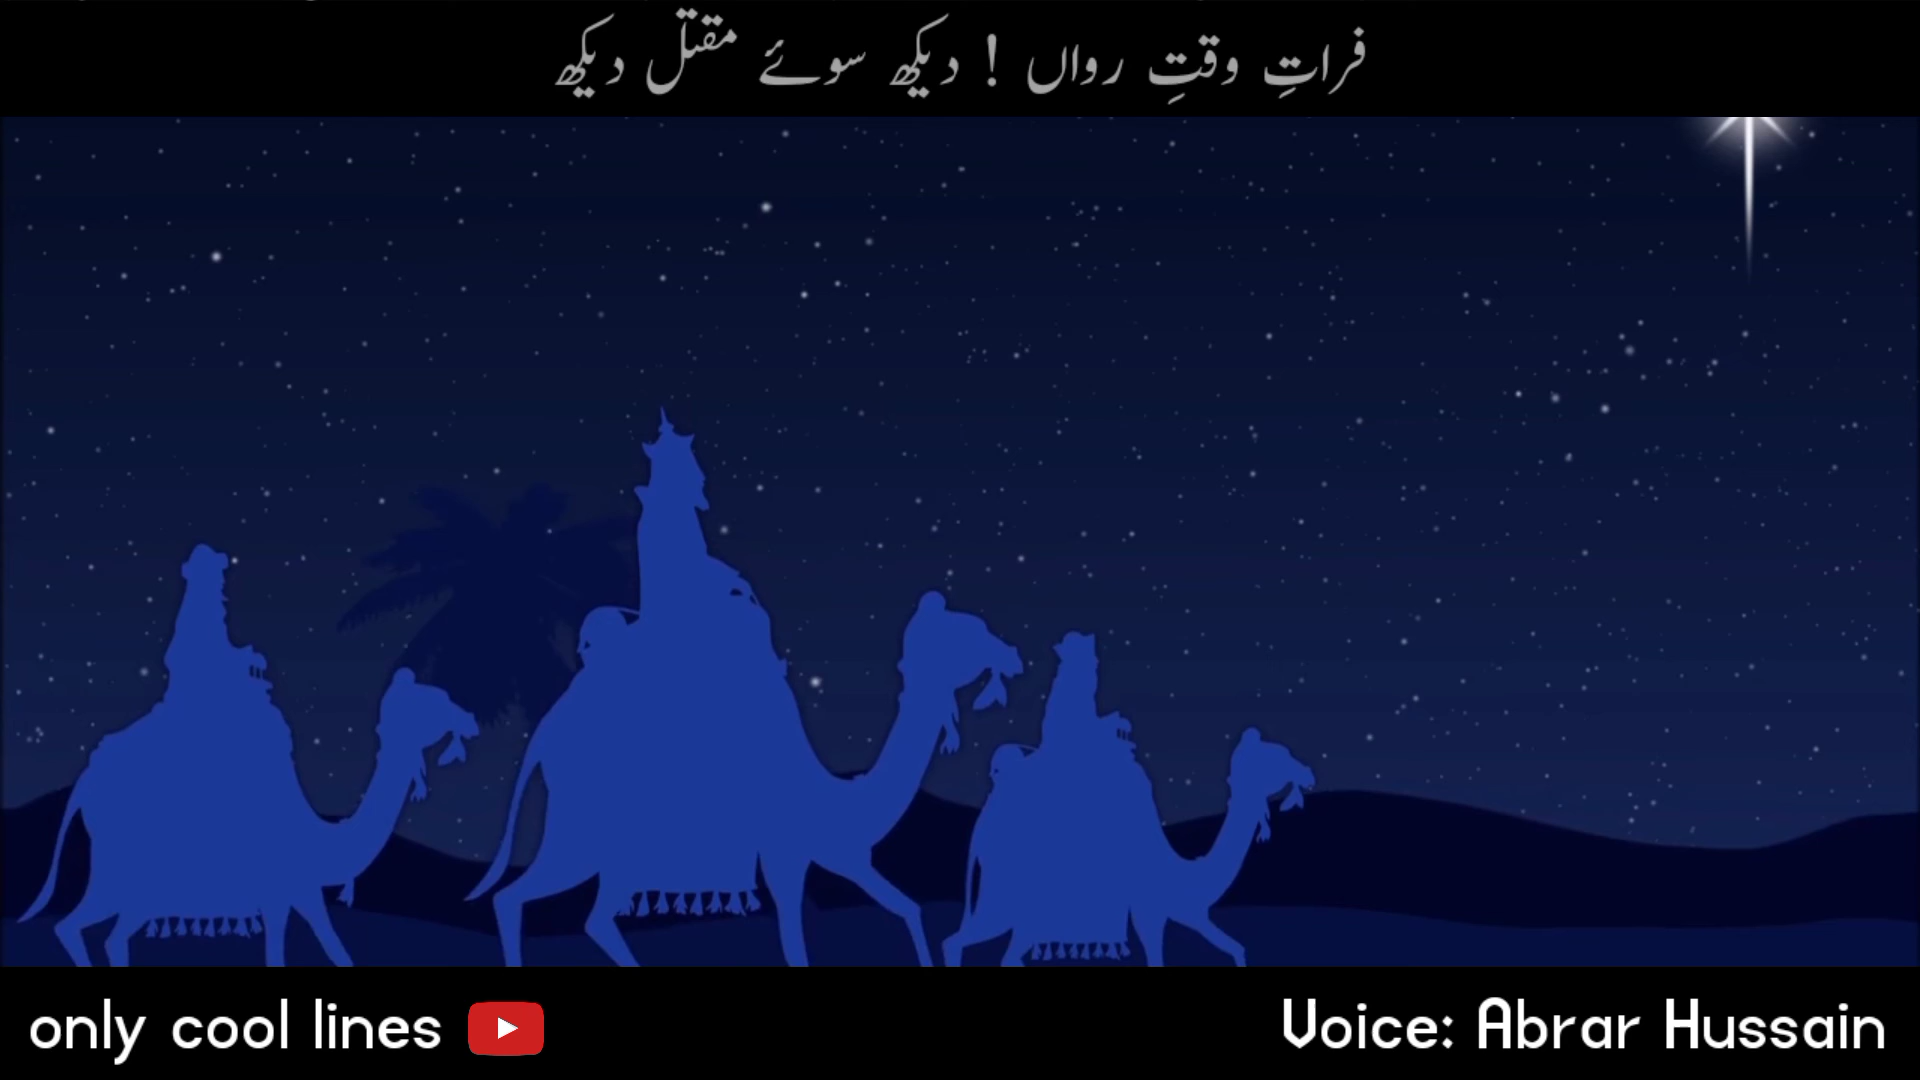 فراتِ وقتِ رواں ! دیکھ سوئے مقتل دیکھ
only cool lines
Voice: Abrar Hussain